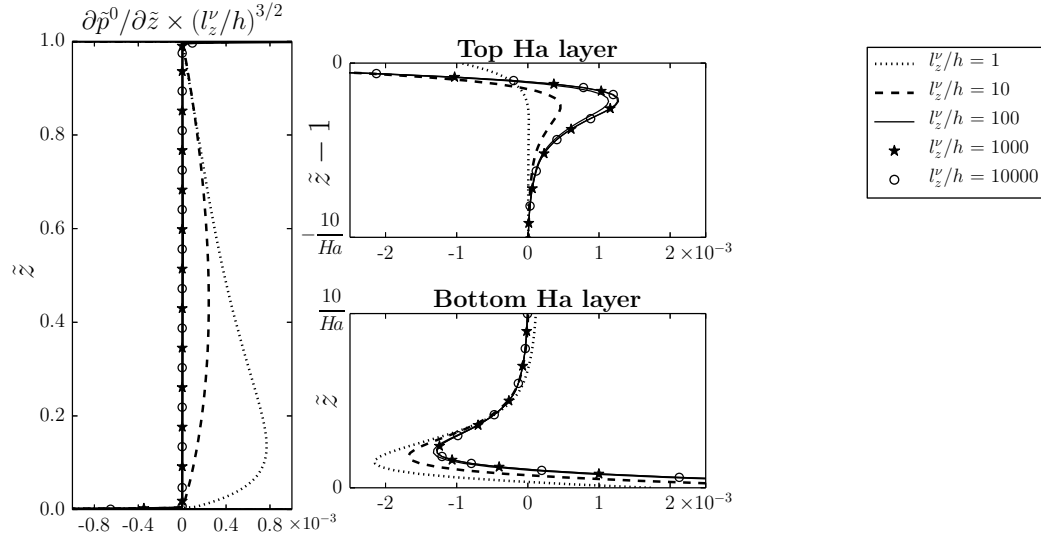 ∂p̃⁰/∂z̃ × (l_z^ν/h)^{3/2}
1.0
0.8
0.6
0.4
0.2
0.0
z̃
-0.8 -0.4 0 0.4 0.8 ×10⁻³
Top Ha layer
0
z̃ − 1
−10/Ha
-2 -1 0 1 2 ×10⁻³
Bottom Ha layer
10/Ha
z̃
0
-2 -1 0 1 2 ×10⁻³
l_z^ν/h = 1
l_z^ν/h = 10
l_z^ν/h = 100
l_z^ν/h = 1000
l_z^ν/h = 10000